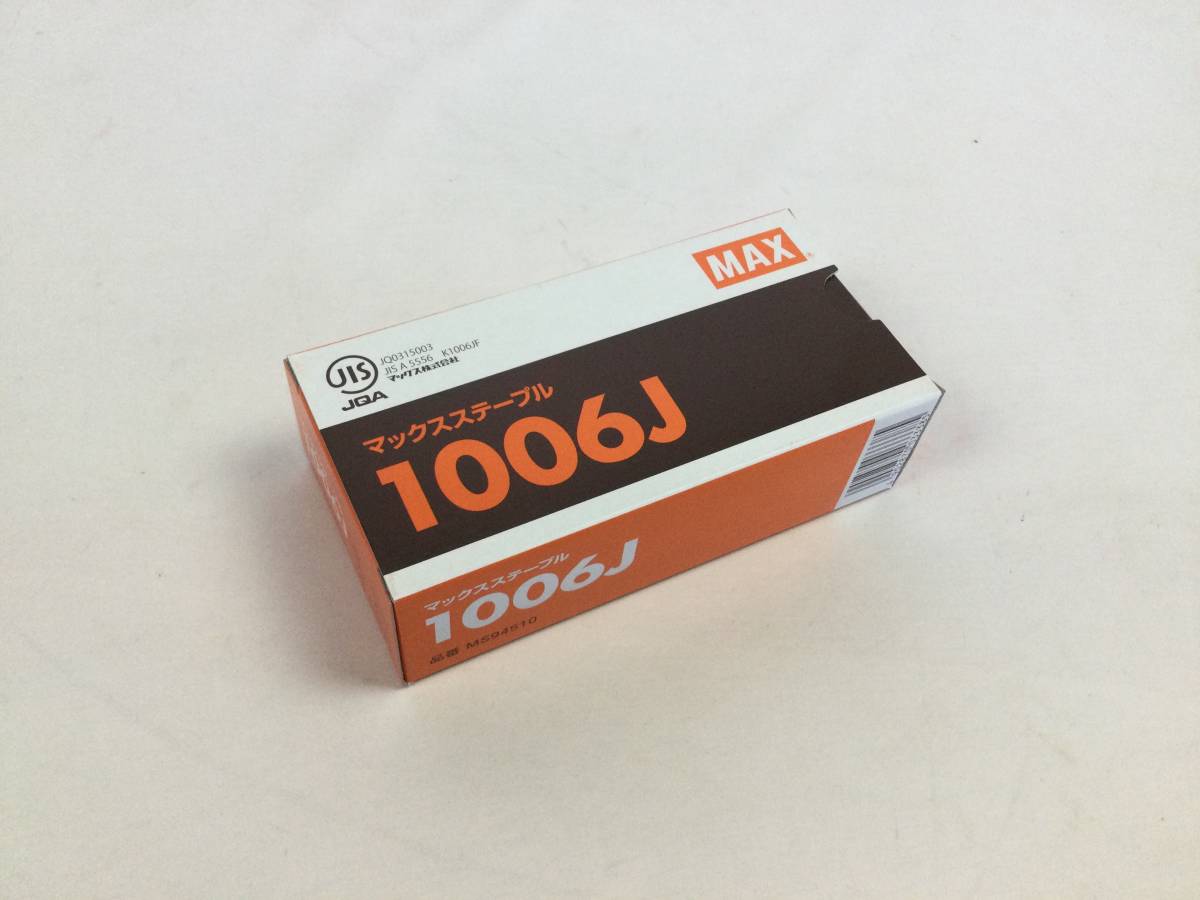 MAX
JIS
JQA
JQ0315003
JIS A 5556 K1006JF
マックス株式会社
マックスステープル
1006J
マックスステープル
1006J
品番 MS94510